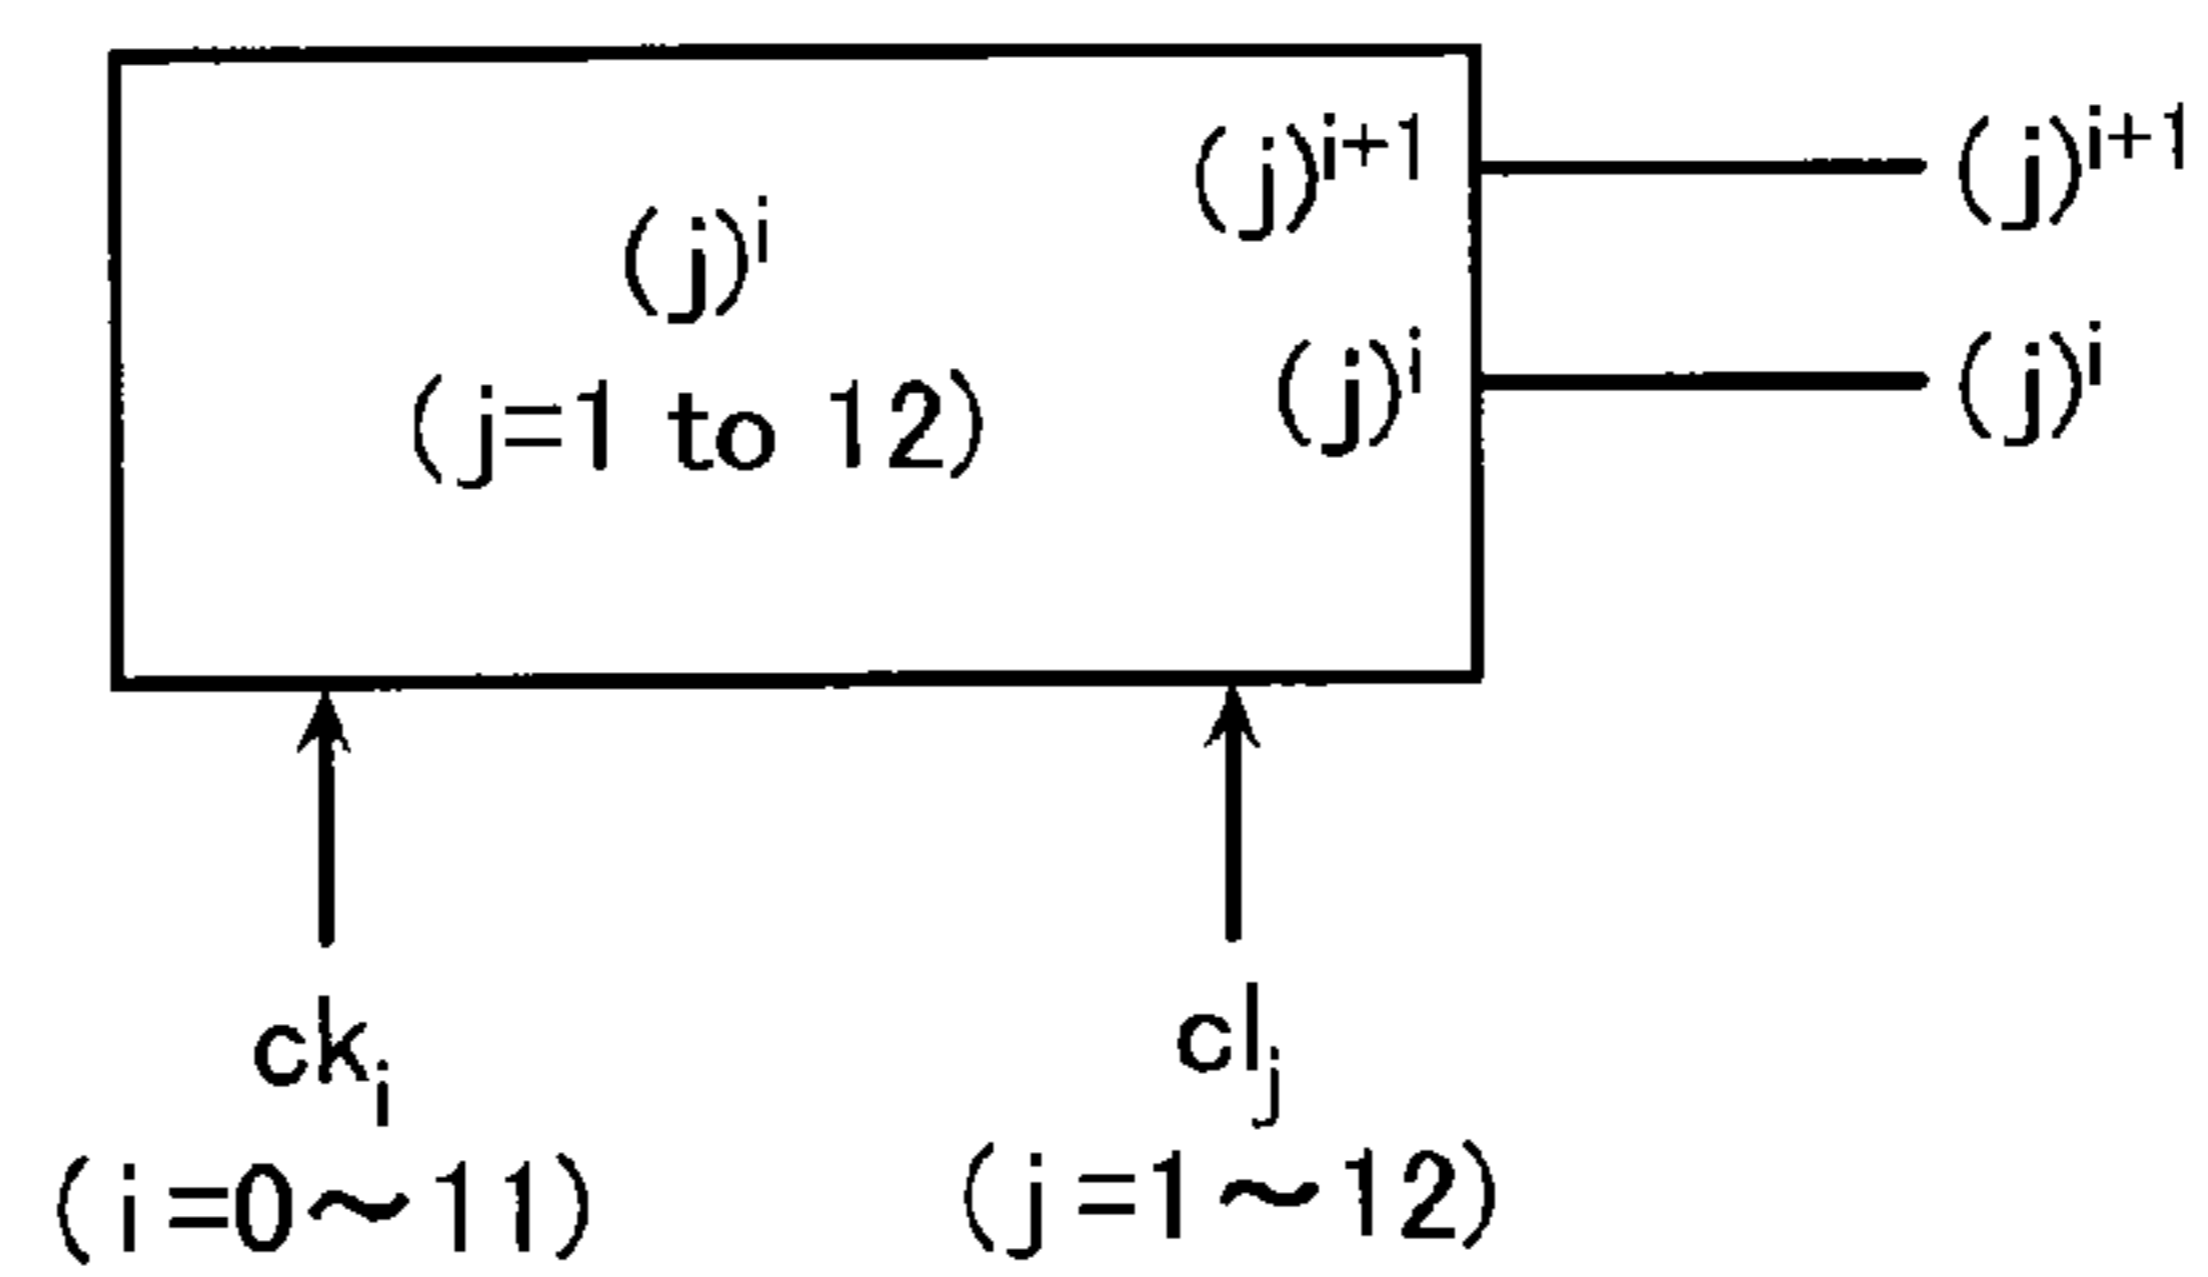 (j)^{i+1} (j)^{i+1}
(j)^i
(j)^i (j)^i
(j=1 to 12)
ck_i cl_j
(i=0～11) (j=1～12)